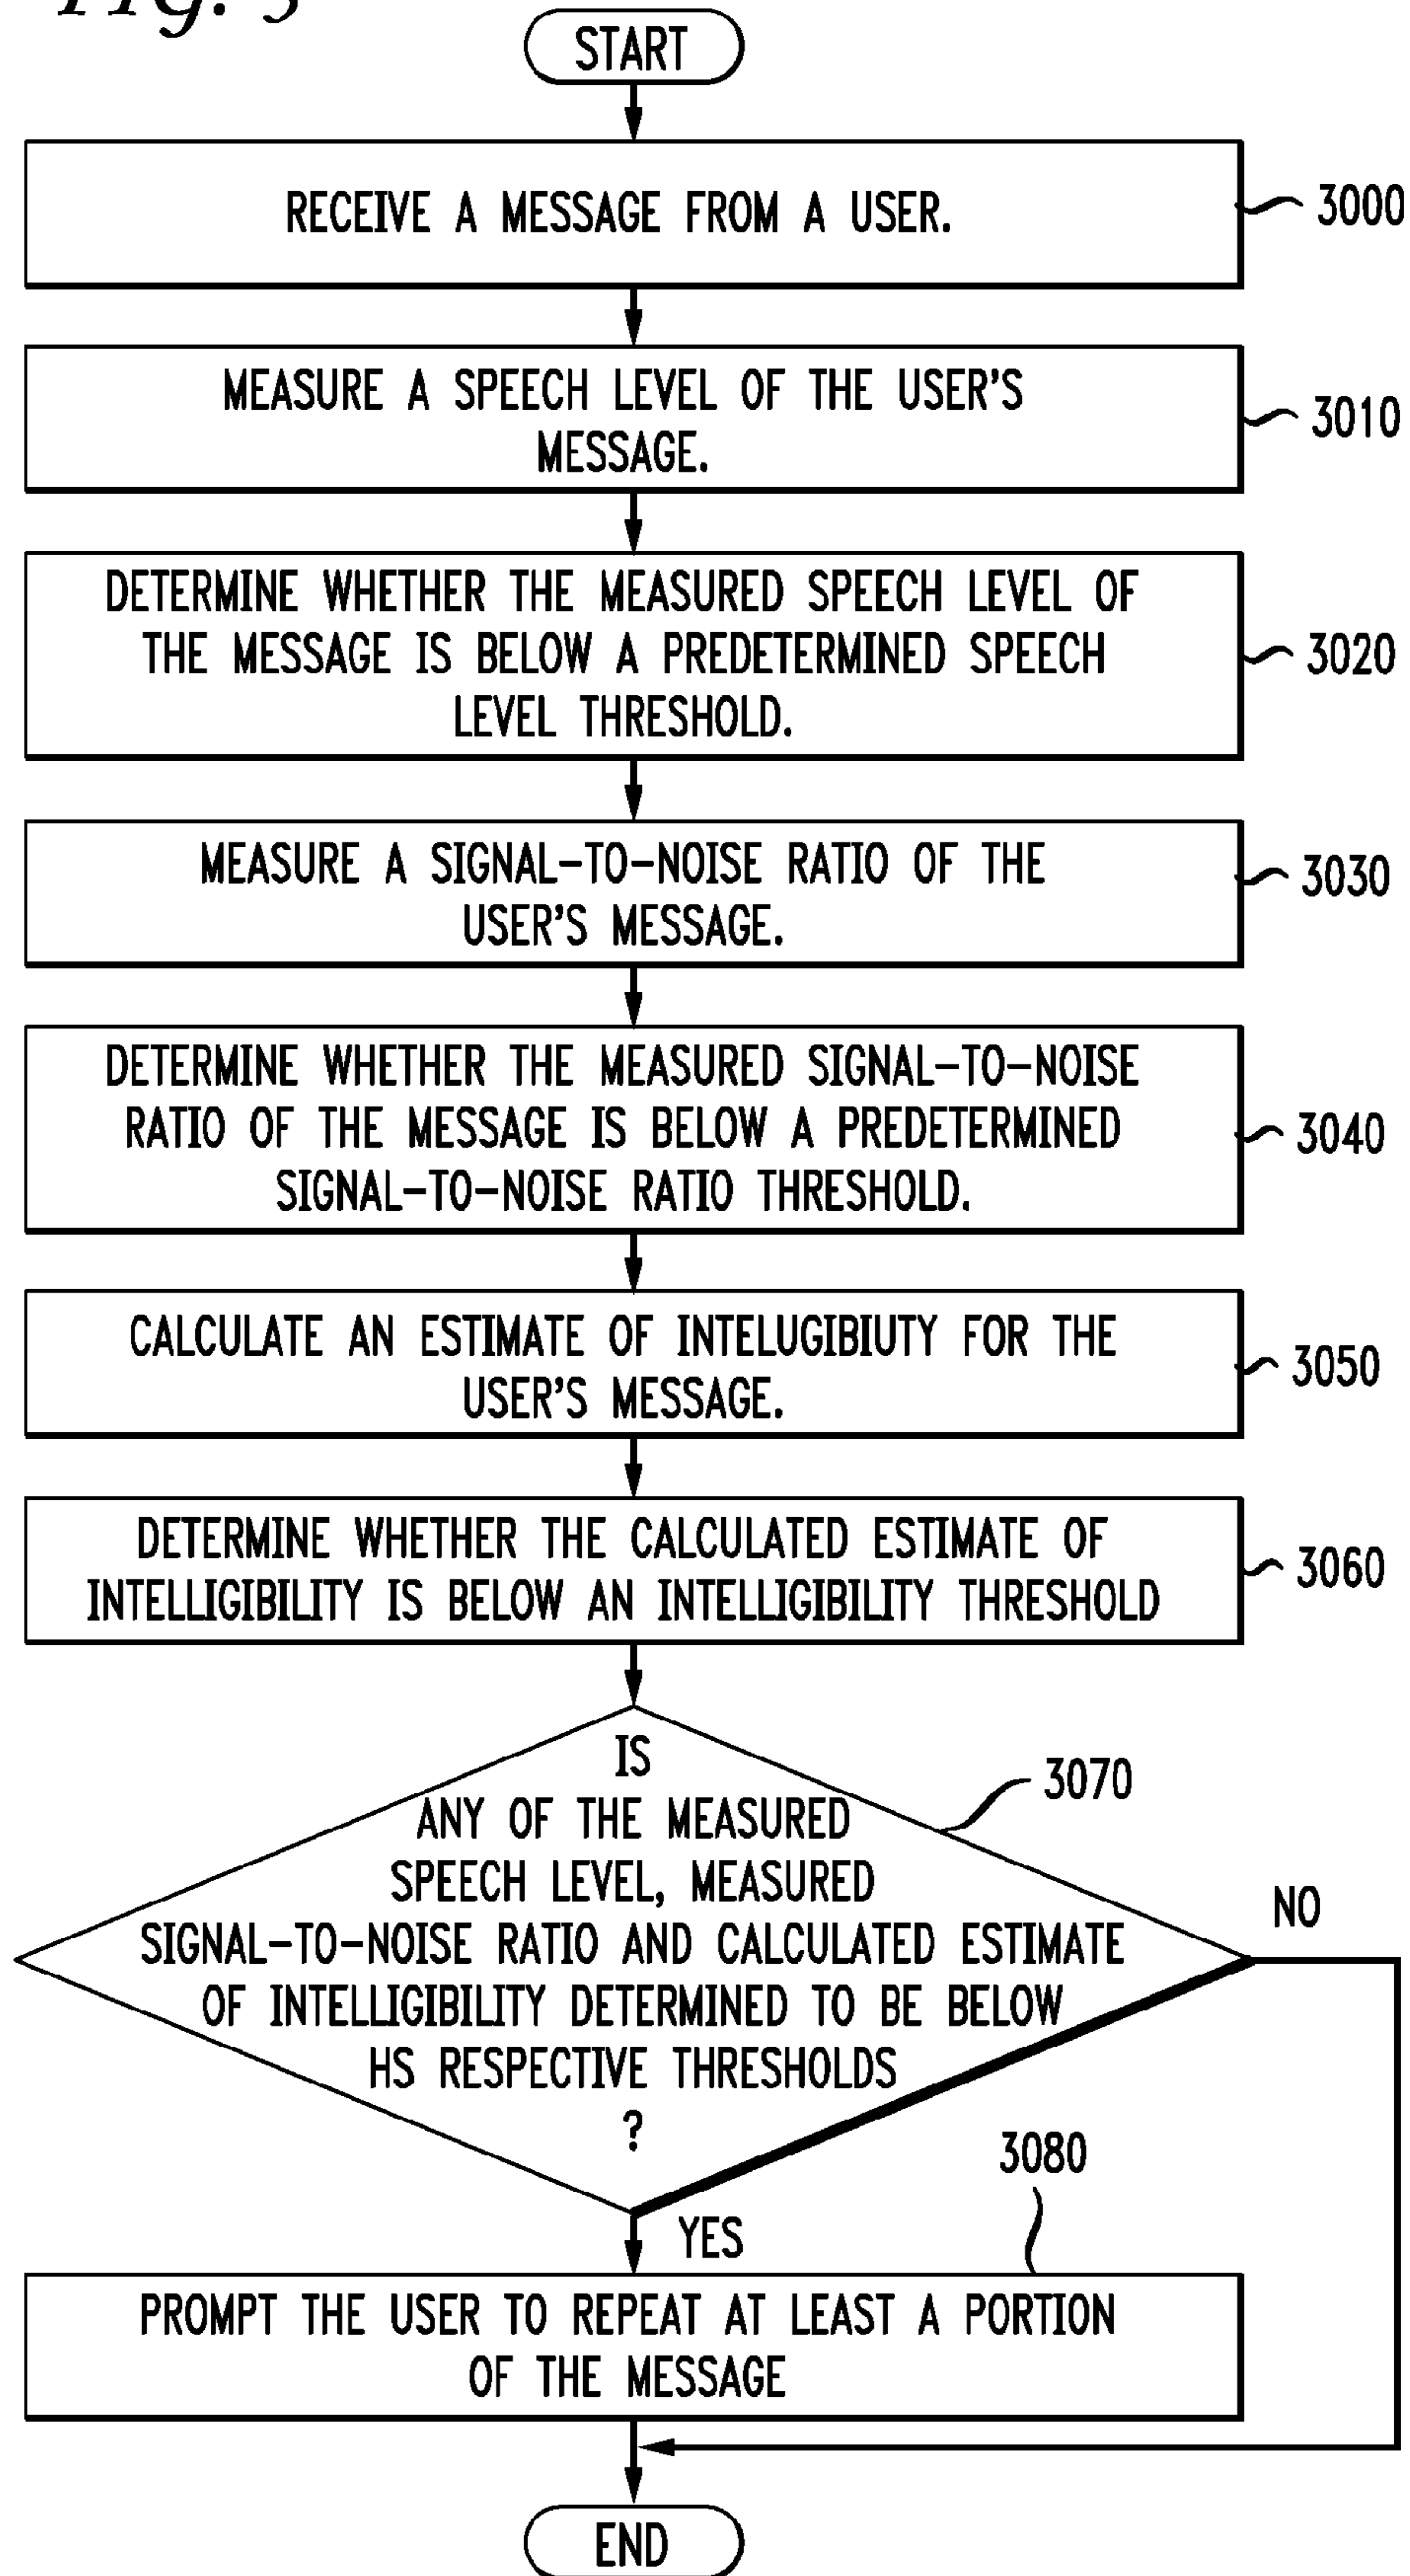 START
RECEIVE A MESSAGE FROM A USER.
3000
MEASURE A SPEECH LEVEL OF THE USER'S
MESSAGE.
3010
DETERMINE WHETHER THE MEASURED SPEECH LEVEL OF
THE MESSAGE IS BELOW A PREDETERMINED SPEECH
LEVEL THRESHOLD.
3020
MEASURE A SIGNAL-TO-NOISE RATIO OF THE
USER'S MESSAGE.
3030
DETERMINE WHETHER THE MEASURED SIGNAL-TO-NOISE
RATIO OF THE MESSAGE IS BELOW A PREDETERMINED
SIGNAL-TO-NOISE RATIO THRESHOLD.
3040
CALCULATE AN ESTIMATE OF INTELUGIBIUTY FOR THE
USER'S MESSAGE.
3050
DETERMINE WHETHER THE CALCULATED ESTIMATE OF
INTELLIGIBILITY IS BELOW AN INTELLIGIBILITY THRESHOLD
3060
IS
ANY OF THE MEASURED
SPEECH LEVEL, MEASURED
SIGNAL-TO-NOISE RATIO AND CALCULATED ESTIMATE
OF INTELLIGIBILITY DETERMINED TO BE BELOW
HS RESPECTIVE THRESHOLDS
?
3070
NO
YES
3080
PROMPT THE USER TO REPEAT AT LEAST A PORTION
OF THE MESSAGE
END